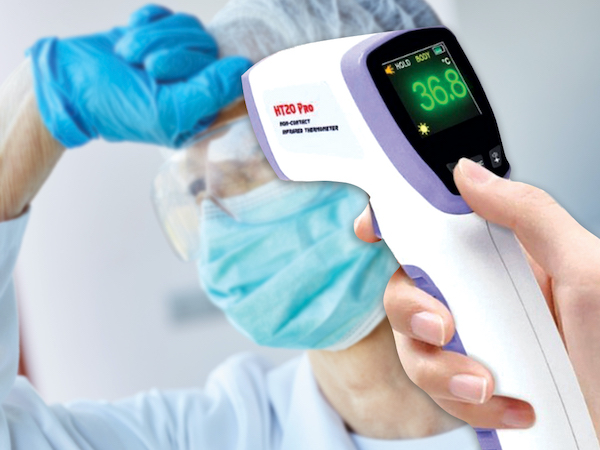 HT20 Pro
NON-CONTACT
INFRARED THERMOMETER
HOLD BODY
°C
36.8